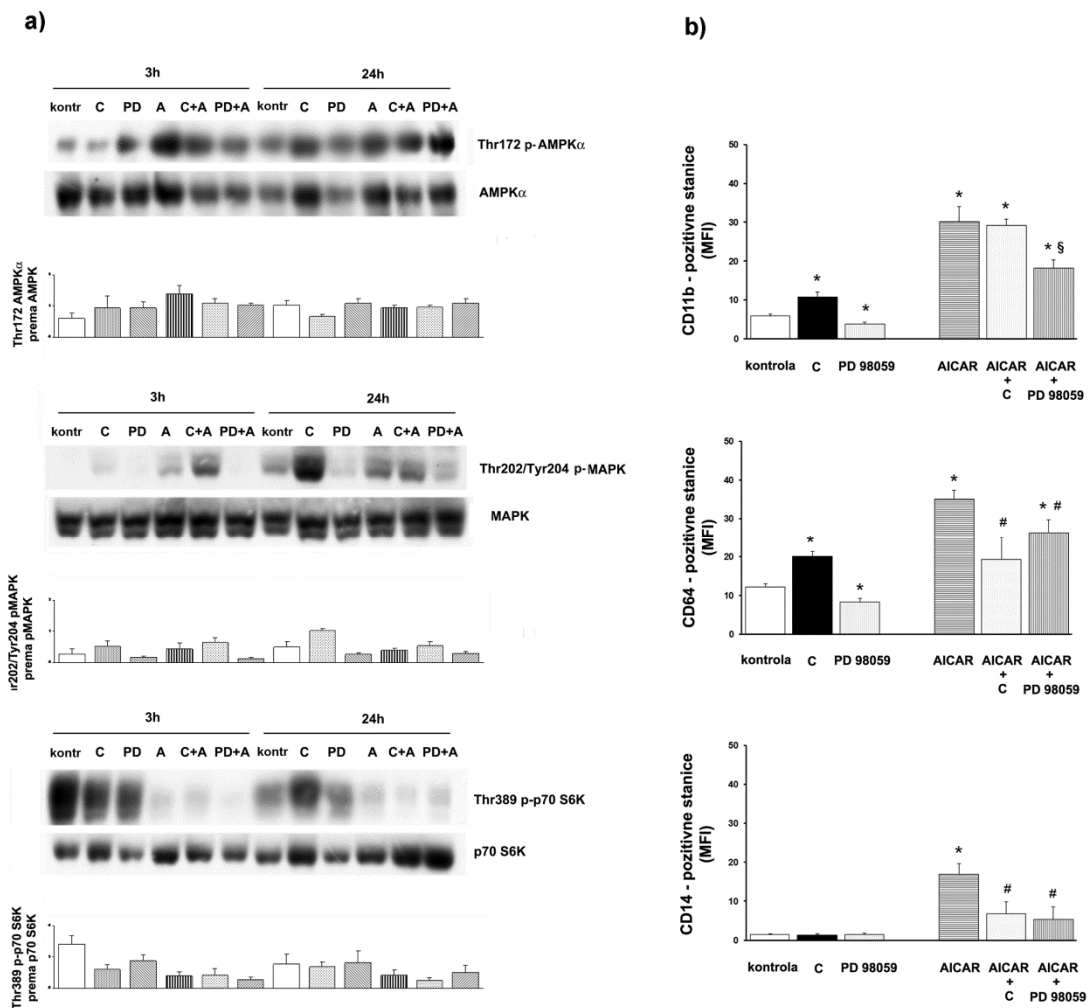 a)
3h 24h
kontr C PD A C+A PD+A kontr C PD A C+A PD+A
Thr172 p-AMPKα
AMPKα
Thr172 AMPKα
prema AMPK
3h 24h
kontr C PD A C+A PD+A kontr C PD A C+A PD+A
Thr202/Tyr204 p-MAPK
MAPK
r202/Tyr204 pMAPK
prema pMAPK
3h 24h
kontr C PD A C+A PD+A kontr C PD A C+A PD+A
Thr389 p-p70 S6K
p70 S6K
Thr389 p-p70 S6K
prema p70 S6K
b)
CD11b - pozitivne stanice
(MFI)
50
40
30
20
10
0
* * * * * §
kontrola C PD 98059 AICAR AICAR AICAR
+ +
C PD 98059
CD64 - pozitivne stanice
(MFI)
50
40
30
20
10
0
* * * # * #
kontrola C PD 98059 AICAR AICAR AICAR
+ +
C PD 98059
CD14 - pozitivne stanice
(MFI)
50
40
30
20
10
0
* # #
kontrola C PD 98059 AICAR AICAR AICAR
+ +
C PD 98059